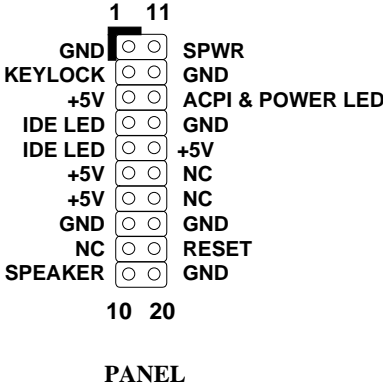 1 11
GND SPWR
KEYLOCK GND
+5V ACPI & POWER LED
IDE LED GND
IDE LED +5V
+5V NC
+5V NC
GND GND
NC RESET
SPEAKER GND
10 20
PANEL